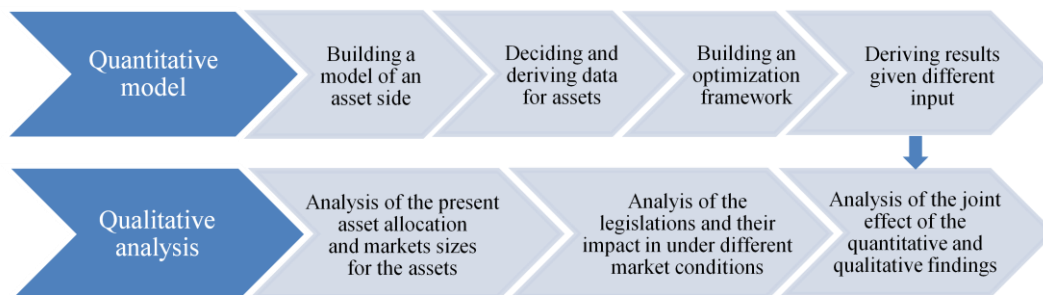 Quantitative
model
Building a
model of an
asset side
Deciding and
deriving data
for assets
Building an
optimization
framework
Deriving results
given different
input
Qualitative
analysis
Analysis of the present
asset allocation
and markets sizes
for the assets
Analyis of the
legislations and their
impact in under different
market conditions
Analysis of the joint
effect of the
quantitative and
qualitative findings